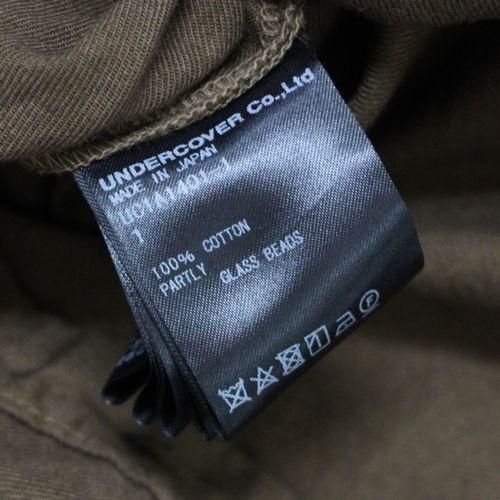 UNDERCOVER Co.,Ltd
MADE IN JAPAN
UC1A1401-1
1
100% COTTON
PARTLY GLASS BEADS